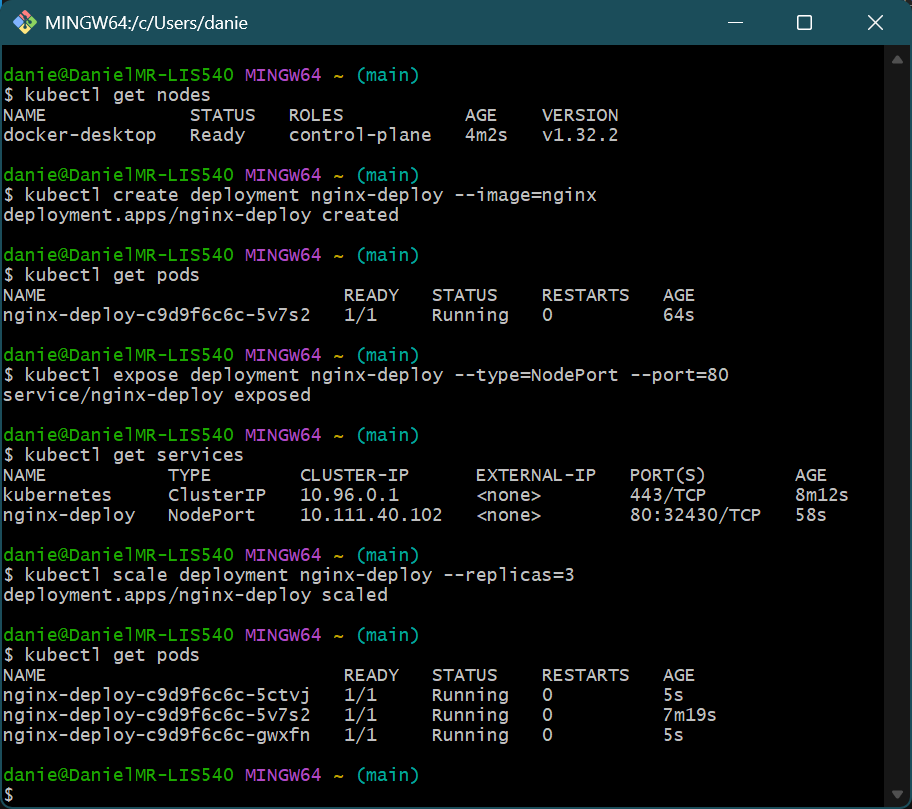 MINGW64:/c/Users/danie
danie@DanielMR-LIS540 MINGW64 ~ (main)
$ kubectl get nodes
NAME             STATUS   ROLES           AGE    VERSION
docker-desktop   Ready    control-plane   4m2s   v1.32.2
danie@DanielMR-LIS540 MINGW64 ~ (main)
$ kubectl create deployment nginx-deploy --image=nginx
deployment.apps/nginx-deploy created
danie@DanielMR-LIS540 MINGW64 ~ (main)
$ kubectl get pods
NAME                           READY   STATUS    RESTARTS   AGE
nginx-deploy-c9d9f6c6c-5v7s2   1/1     Running   0          64s
danie@DanielMR-LIS540 MINGW64 ~ (main)
$ kubectl expose deployment nginx-deploy --type=NodePort --port=80
service/nginx-deploy exposed
danie@DanielMR-LIS540 MINGW64 ~ (main)
$ kubectl get services
NAME           TYPE        CLUSTER-IP      EXTERNAL-IP   PORT(S)        AGE
kubernetes     ClusterIP   10.96.0.1       <none>        443/TCP        8m12s
nginx-deploy   NodePort    10.111.40.102   <none>        80:32430/TCP   58s
danie@DanielMR-LIS540 MINGW64 ~ (main)
$ kubectl scale deployment nginx-deploy --replicas=3
deployment.apps/nginx-deploy scaled
danie@DanielMR-LIS540 MINGW64 ~ (main)
$ kubectl get pods
NAME                           READY   STATUS    RESTARTS   AGE
nginx-deploy-c9d9f6c6c-5ctvj   1/1     Running   0          5s
nginx-deploy-c9d9f6c6c-5v7s2   1/1     Running   0          7m19s
nginx-deploy-c9d9f6c6c-gwxfn   1/1     Running   0          5s
danie@DanielMR-LIS540 MINGW64 ~ (main)
$